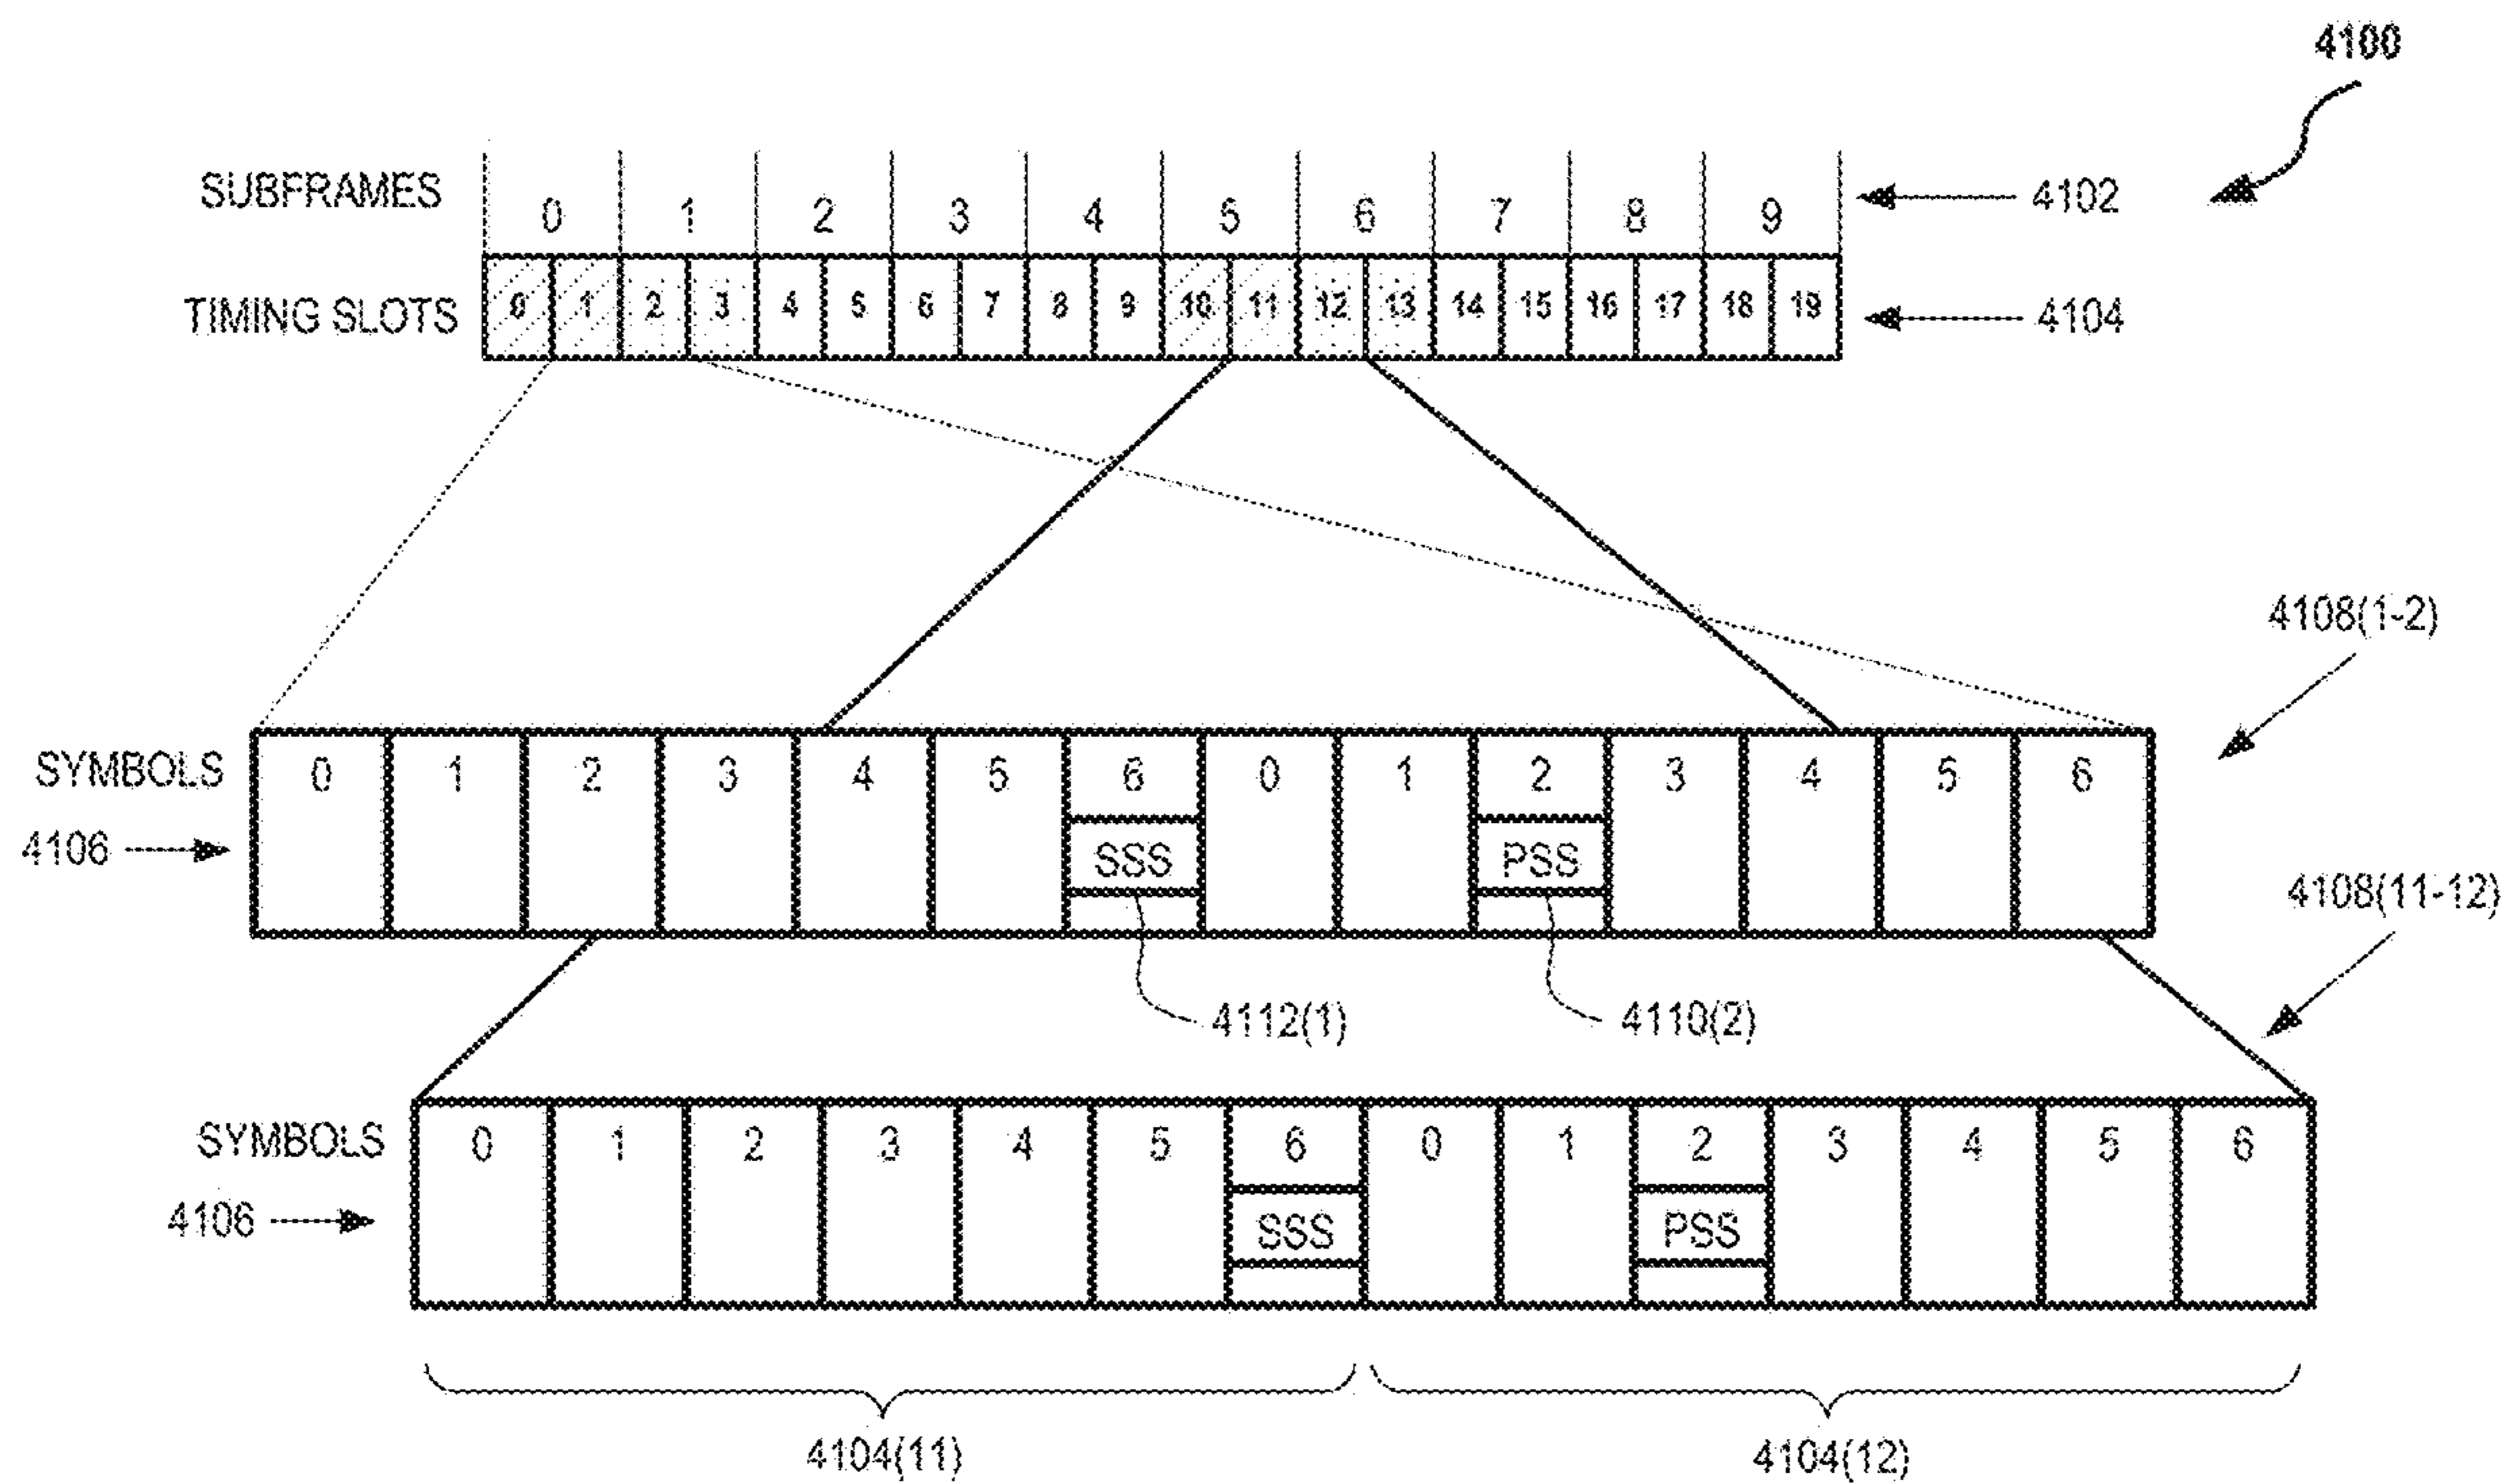 4100
SUBFRAMES 0 1 2 3 4 5 6 7 8 9 4102
TIMING SLOTS 0 1 2 3 4 5 6 7 8 9 10 11 12 13 14 15 16 17 18 19 4104
4108(1-2)
SYMBOLS 0 1 2 3 4 5 6 0 1 2 3 4 5 6
4106 SSS PSS
4108(11-12)
4112(1) 4110(2)
SYMBOLS 0 1 2 3 4 5 6 0 1 2 3 4 5 6
4106 SSS PSS
4104(11) 4104(12)